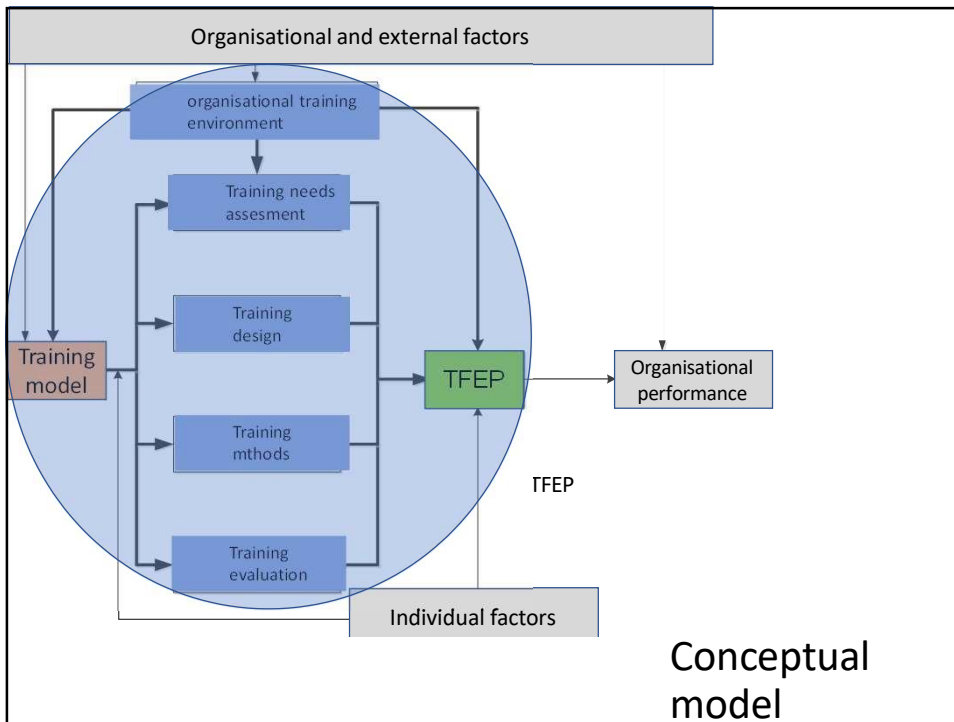 Organisational and external factors
organisational training
environment
Training needs
assesment
Training
design
Training
model
TFEP
Organisational
performance
Training
mthods
TFEP
Training
evaluation
Individual factors
Conceptual
model